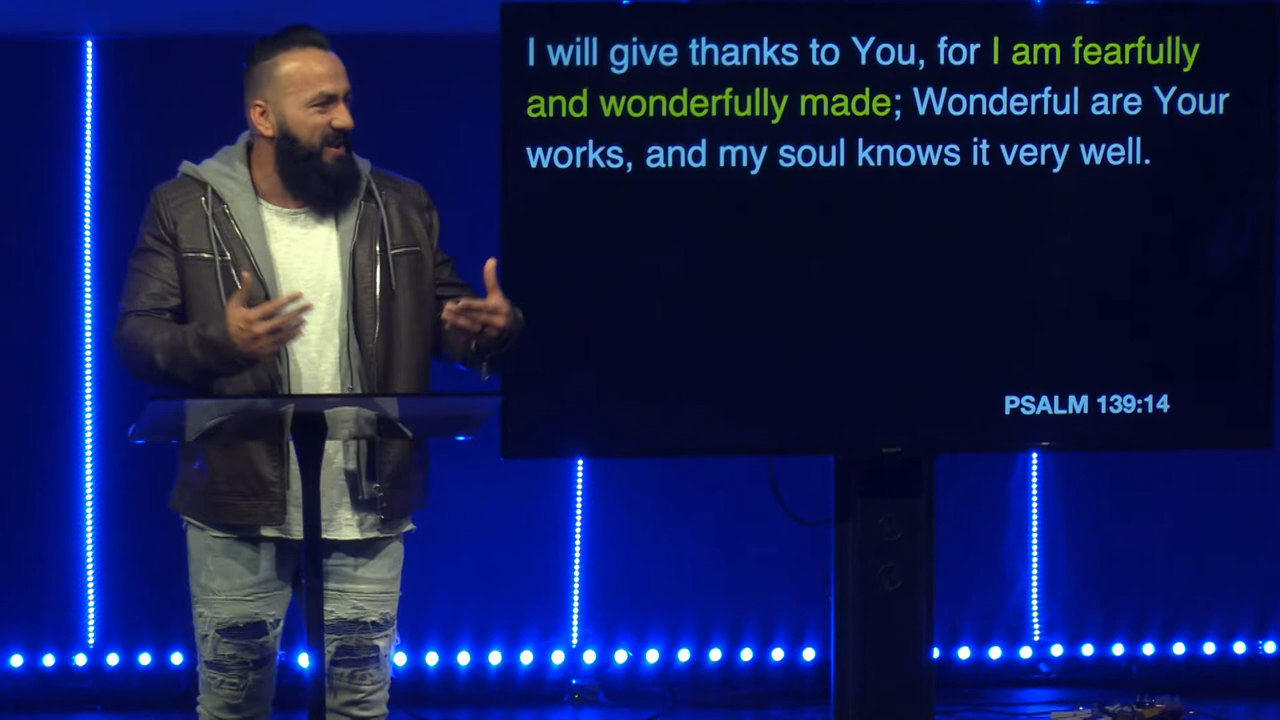 I will give thanks to You, for I am fearfully
and wonderfully made; Wonderful are Your
works, and my soul knows it very well.
PSALM 139:14
SONY